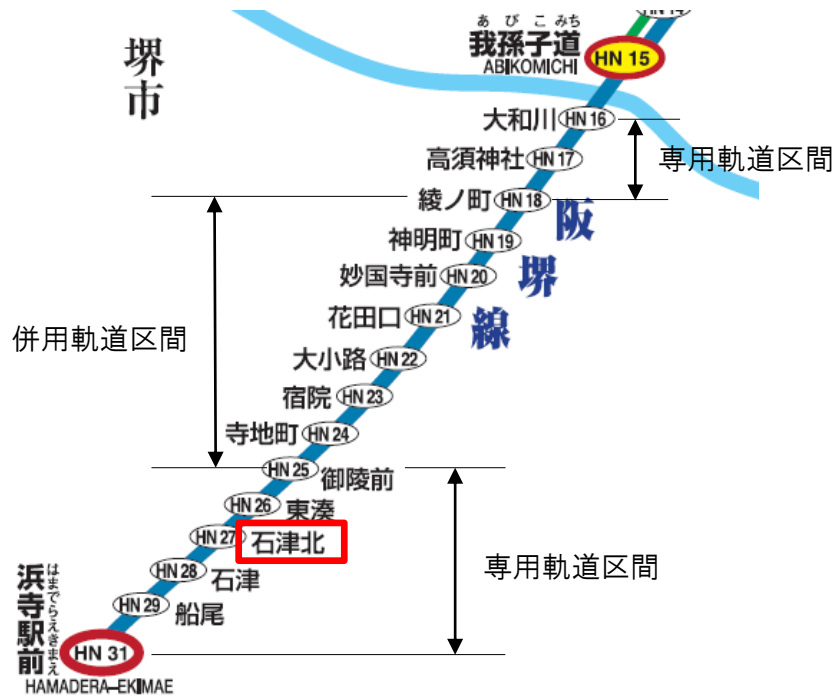 堺市
あびこみち
我孫子道
ABIKOMICHI
HN 15
大和川
HN 16
高須神社
HN 17
専用軌道区間
綾ノ町
HN 18
阪堺線
神明町
HN 19
妙国寺前
HN 20
花田口
HN 21
併用軌道区間
大小路
HN 22
宿院
HN 23
寺地町
HN 24
HN 25
御陵前
HN 26
東湊
HN 27
石津北
専用軌道区間
HN 28
石津
HN 29
船尾
はまでらえきまえ
浜寺駅前
HN 31
HAMADERA-EKIMAE